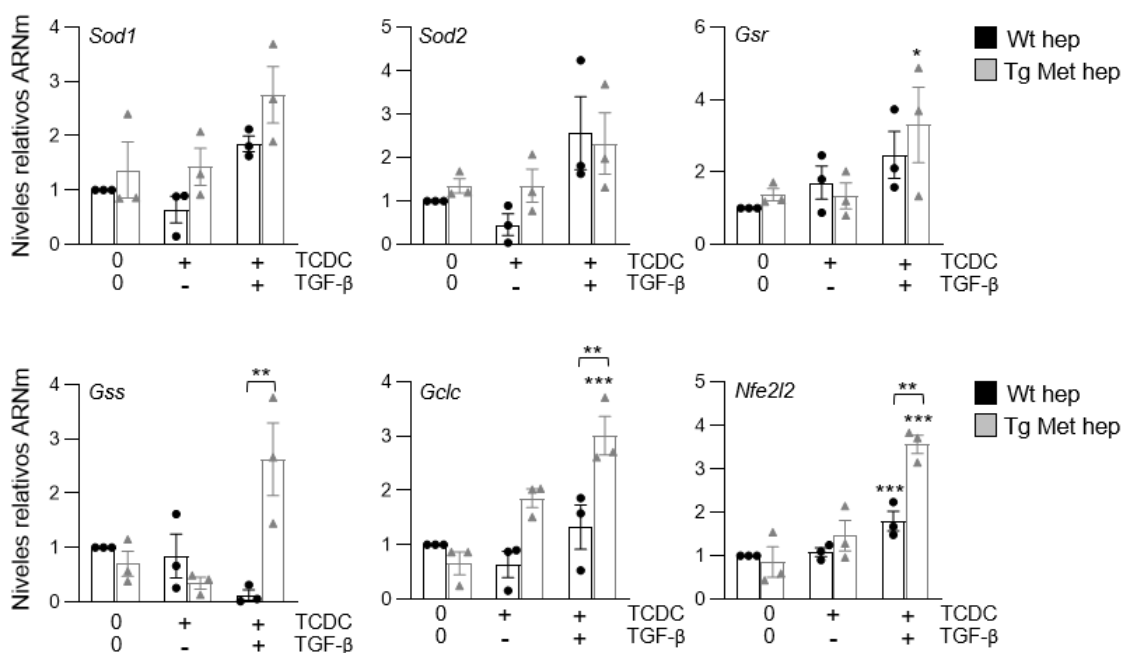 Niveles relativos ARNm
Sod1
4
3
2
1
0
0 + + TCDC
0 - + TGF-β
Sod2
5
4
3
2
1
0
0 + + TCDC
0 - + TGF-β
Gsr
*
6
4
2
0
0 + + TCDC
0 - + TGF-β
Wt hep
Tg Met hep
Niveles relativos ARNm
Gss
**
4
3
2
1
0
0 + + TCDC
0 - + TGF-β
Gclc
**
***
4
3
2
1
0
0 + + TCDC
0 - + TGF-β
Nfe2l2
**
***
***
5
4
3
2
1
0
0 + + TCDC
0 - + TGF-β
Wt hep
Tg Met hep